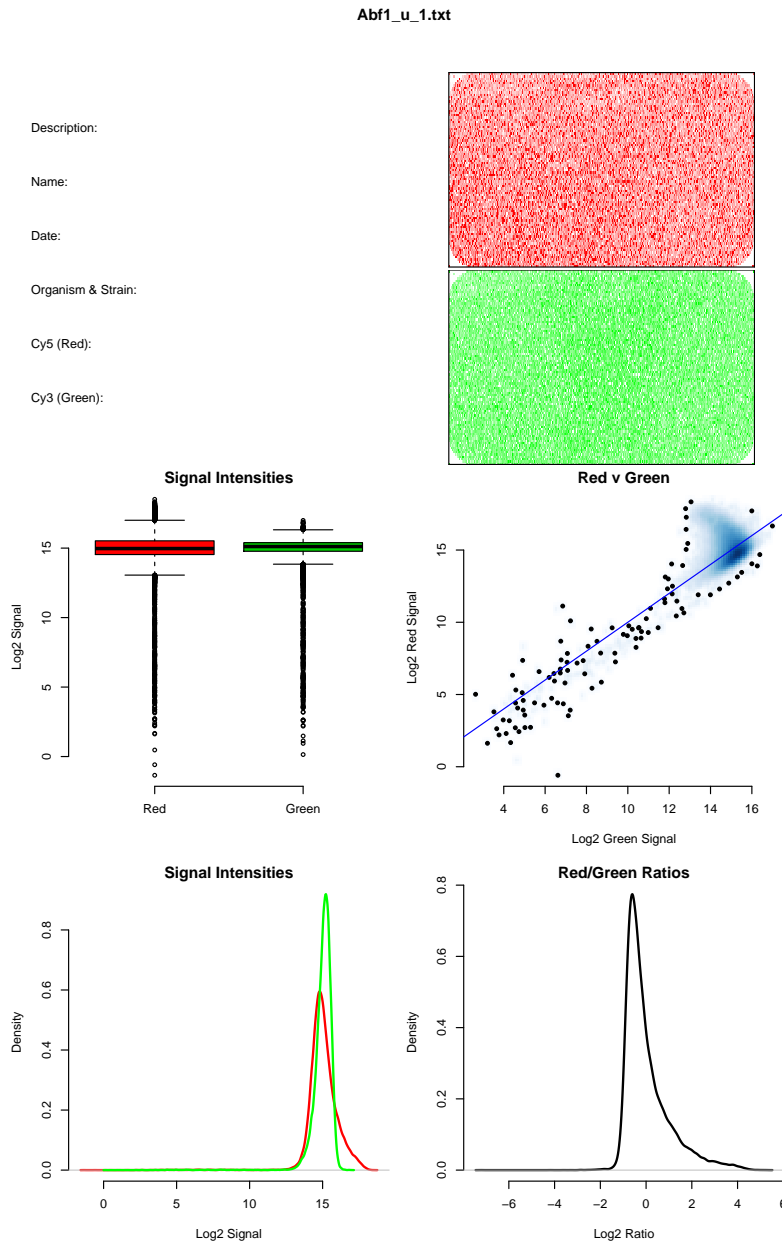 Abf1_u_1.txt
Description:
Name:
Date:
Organism & Strain:
Cy5 (Red):
Cy3 (Green):
Signal Intensities
Log2 Signal
0
5
10
15
Red
Green
Red v Green
Log2 Red Signal
0
5
10
15
4
6
8
10
12
14
16
Log2 Green Signal
Signal Intensities
Density
0.0
0.2
0.4
0.6
0.8
0
5
10
15
Log2 Signal
Red/Green Ratios
Density
0.0
0.2
0.4
0.6
0.8
−6
−4
−2
0
2
4
6
Log2 Ratio